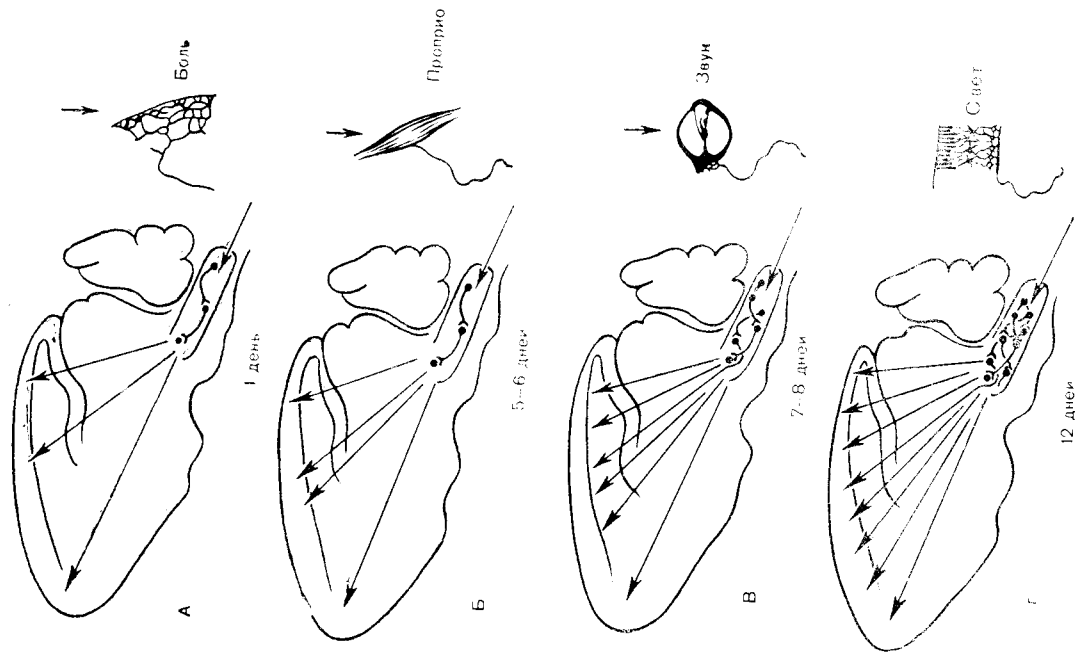 Боль
А
1 день
Проприо
Б
5—6 дней
Звук
В
7—8 дней
Свет
Г
12 дней